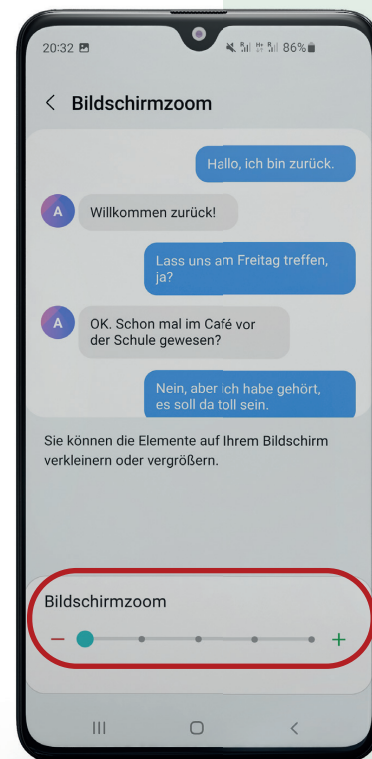 20:32 86%
Bildschirmzoom
Hallo, ich bin zurück.
A Willkommen zurück!
Lass uns am Freitag treffen,
ja?
A OK. Schon mal im Café vor
der Schule gewesen?
Nein, aber ich habe gehört,
es soll da toll sein.
Sie können die Elemente auf Ihrem Bildschirm
verkleinern oder vergrößern.
Bildschirmzoom
− +